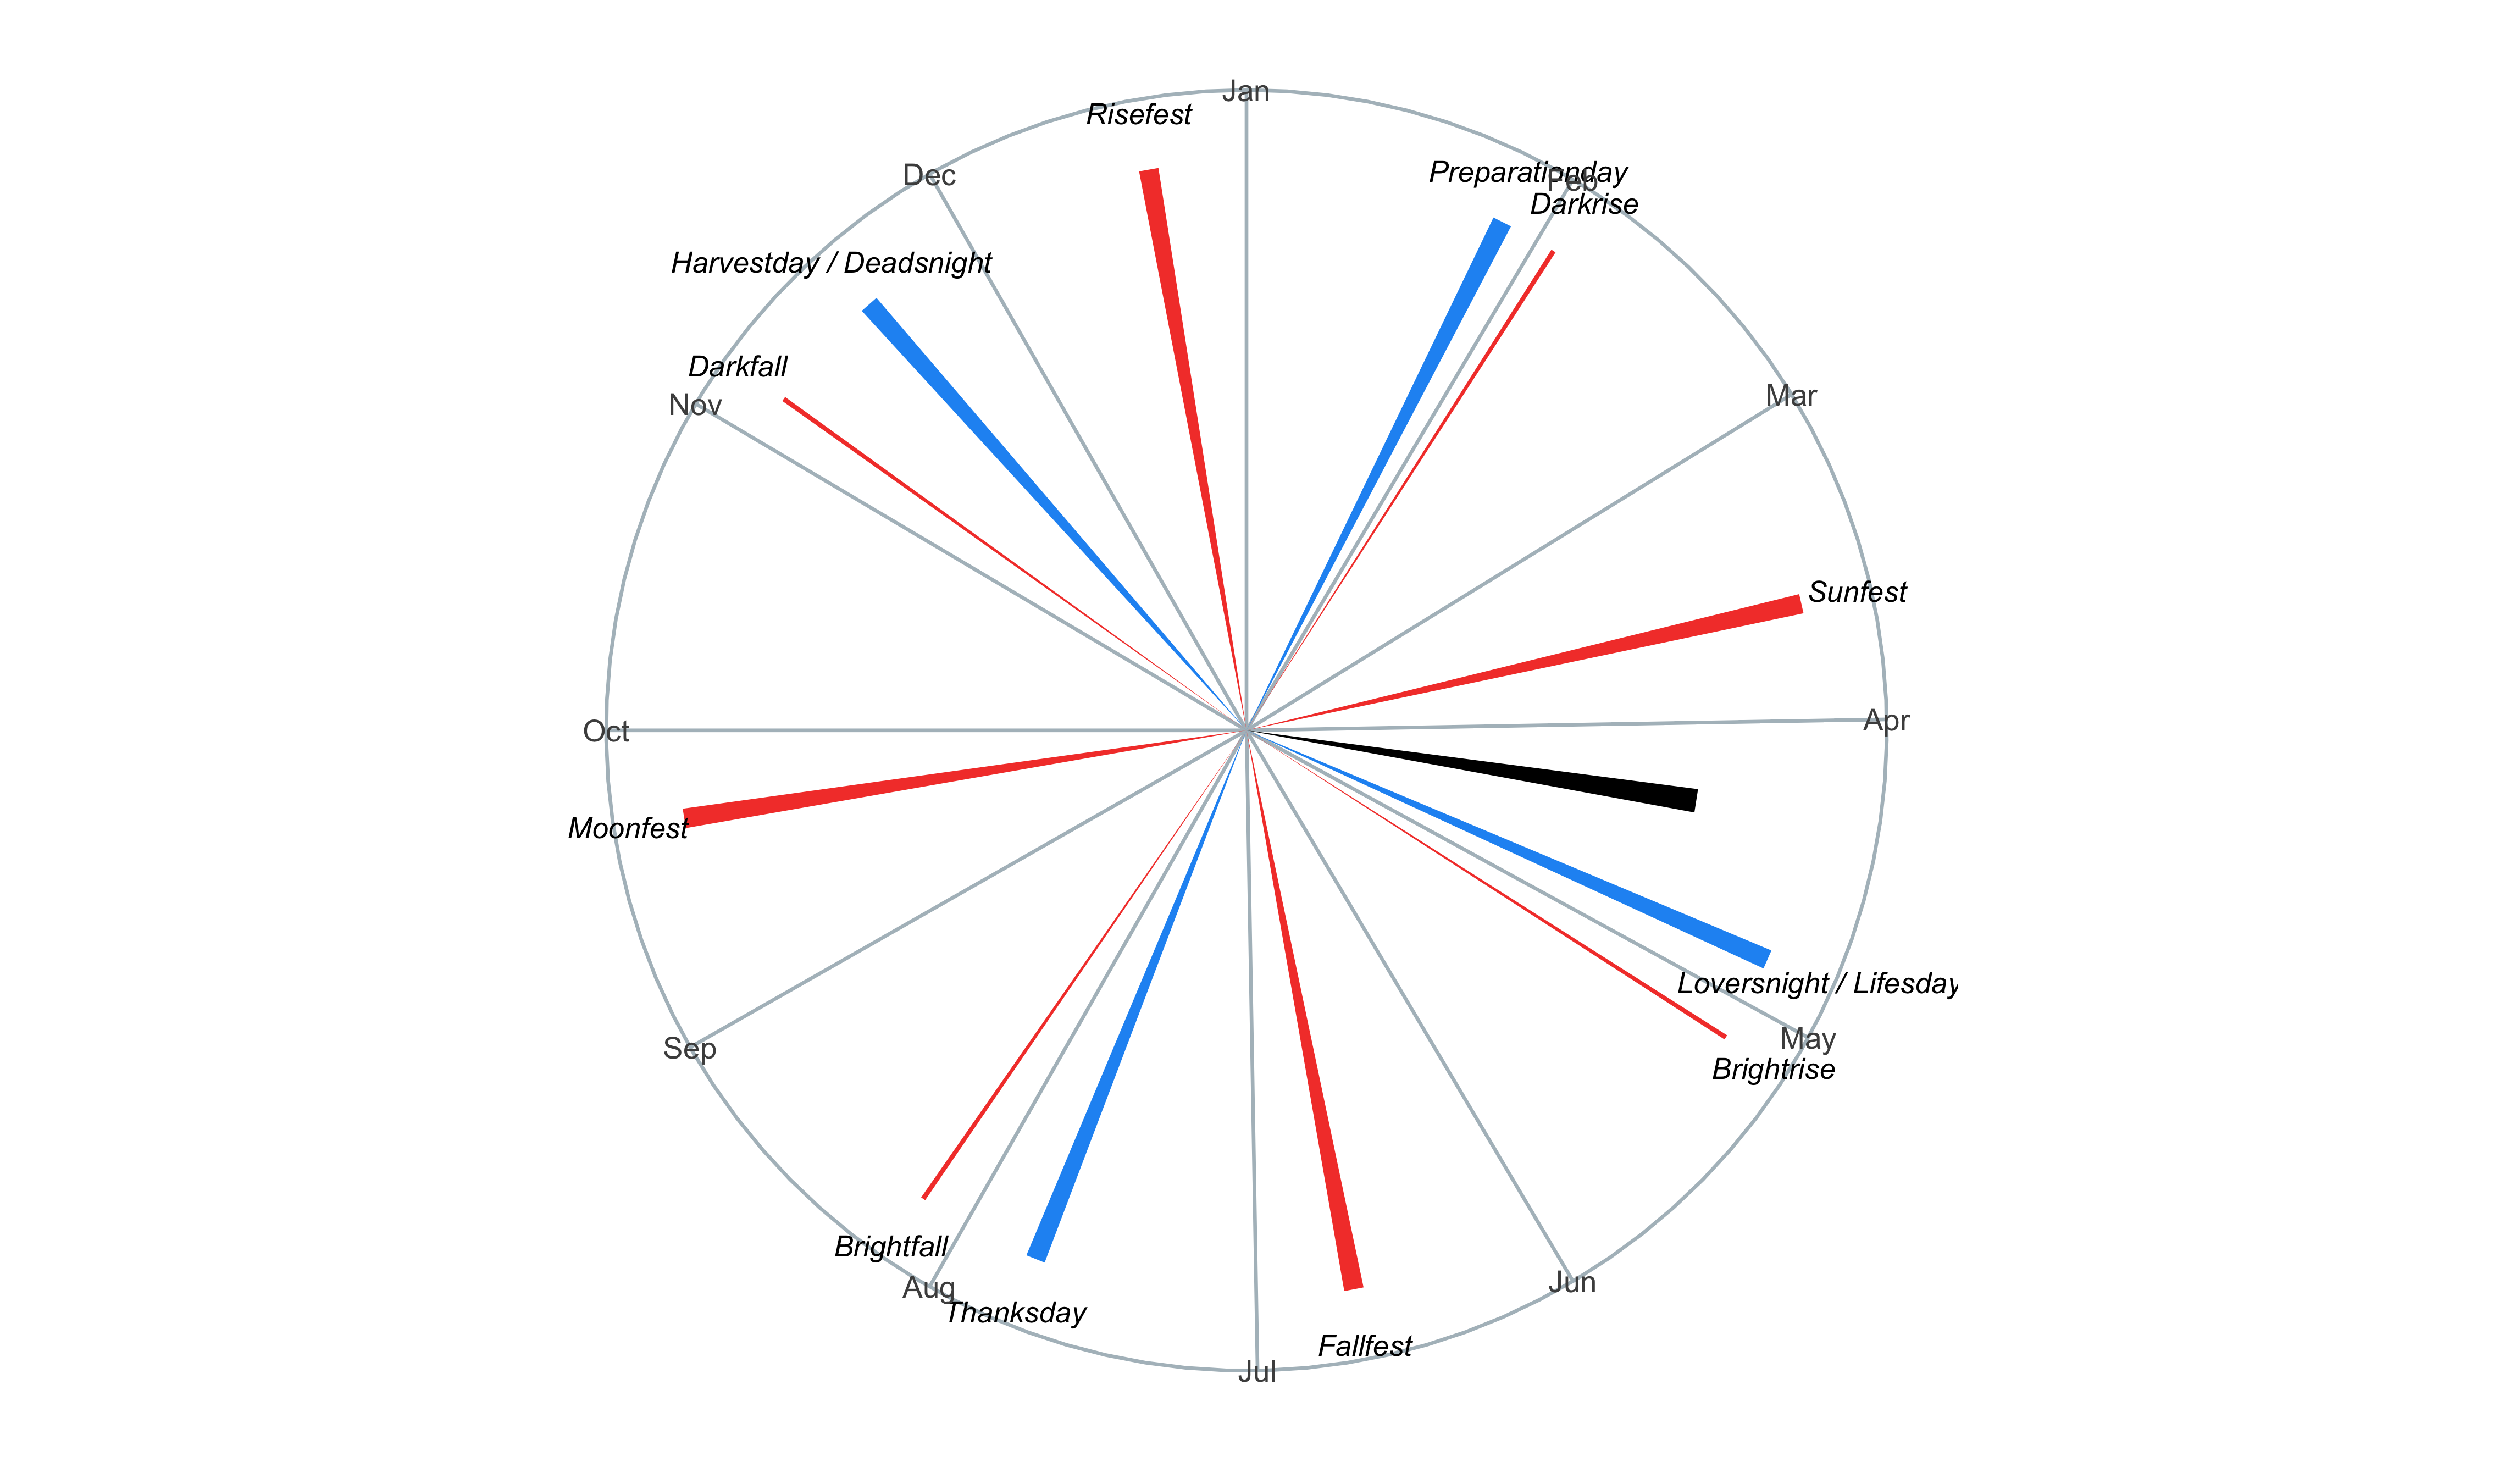 Jan
Risefest
Preparationday
Feb
Dec
Darkrise
Harvestday / Deadsnight
Darkfall
Mar
Nov
Sunfest
Apr
Oct
Moonfest
Loversnight / Lifesday
May
Sep
Brightrise
Brightfall
Jun
Aug
Thanksday
Fallfest
Jul